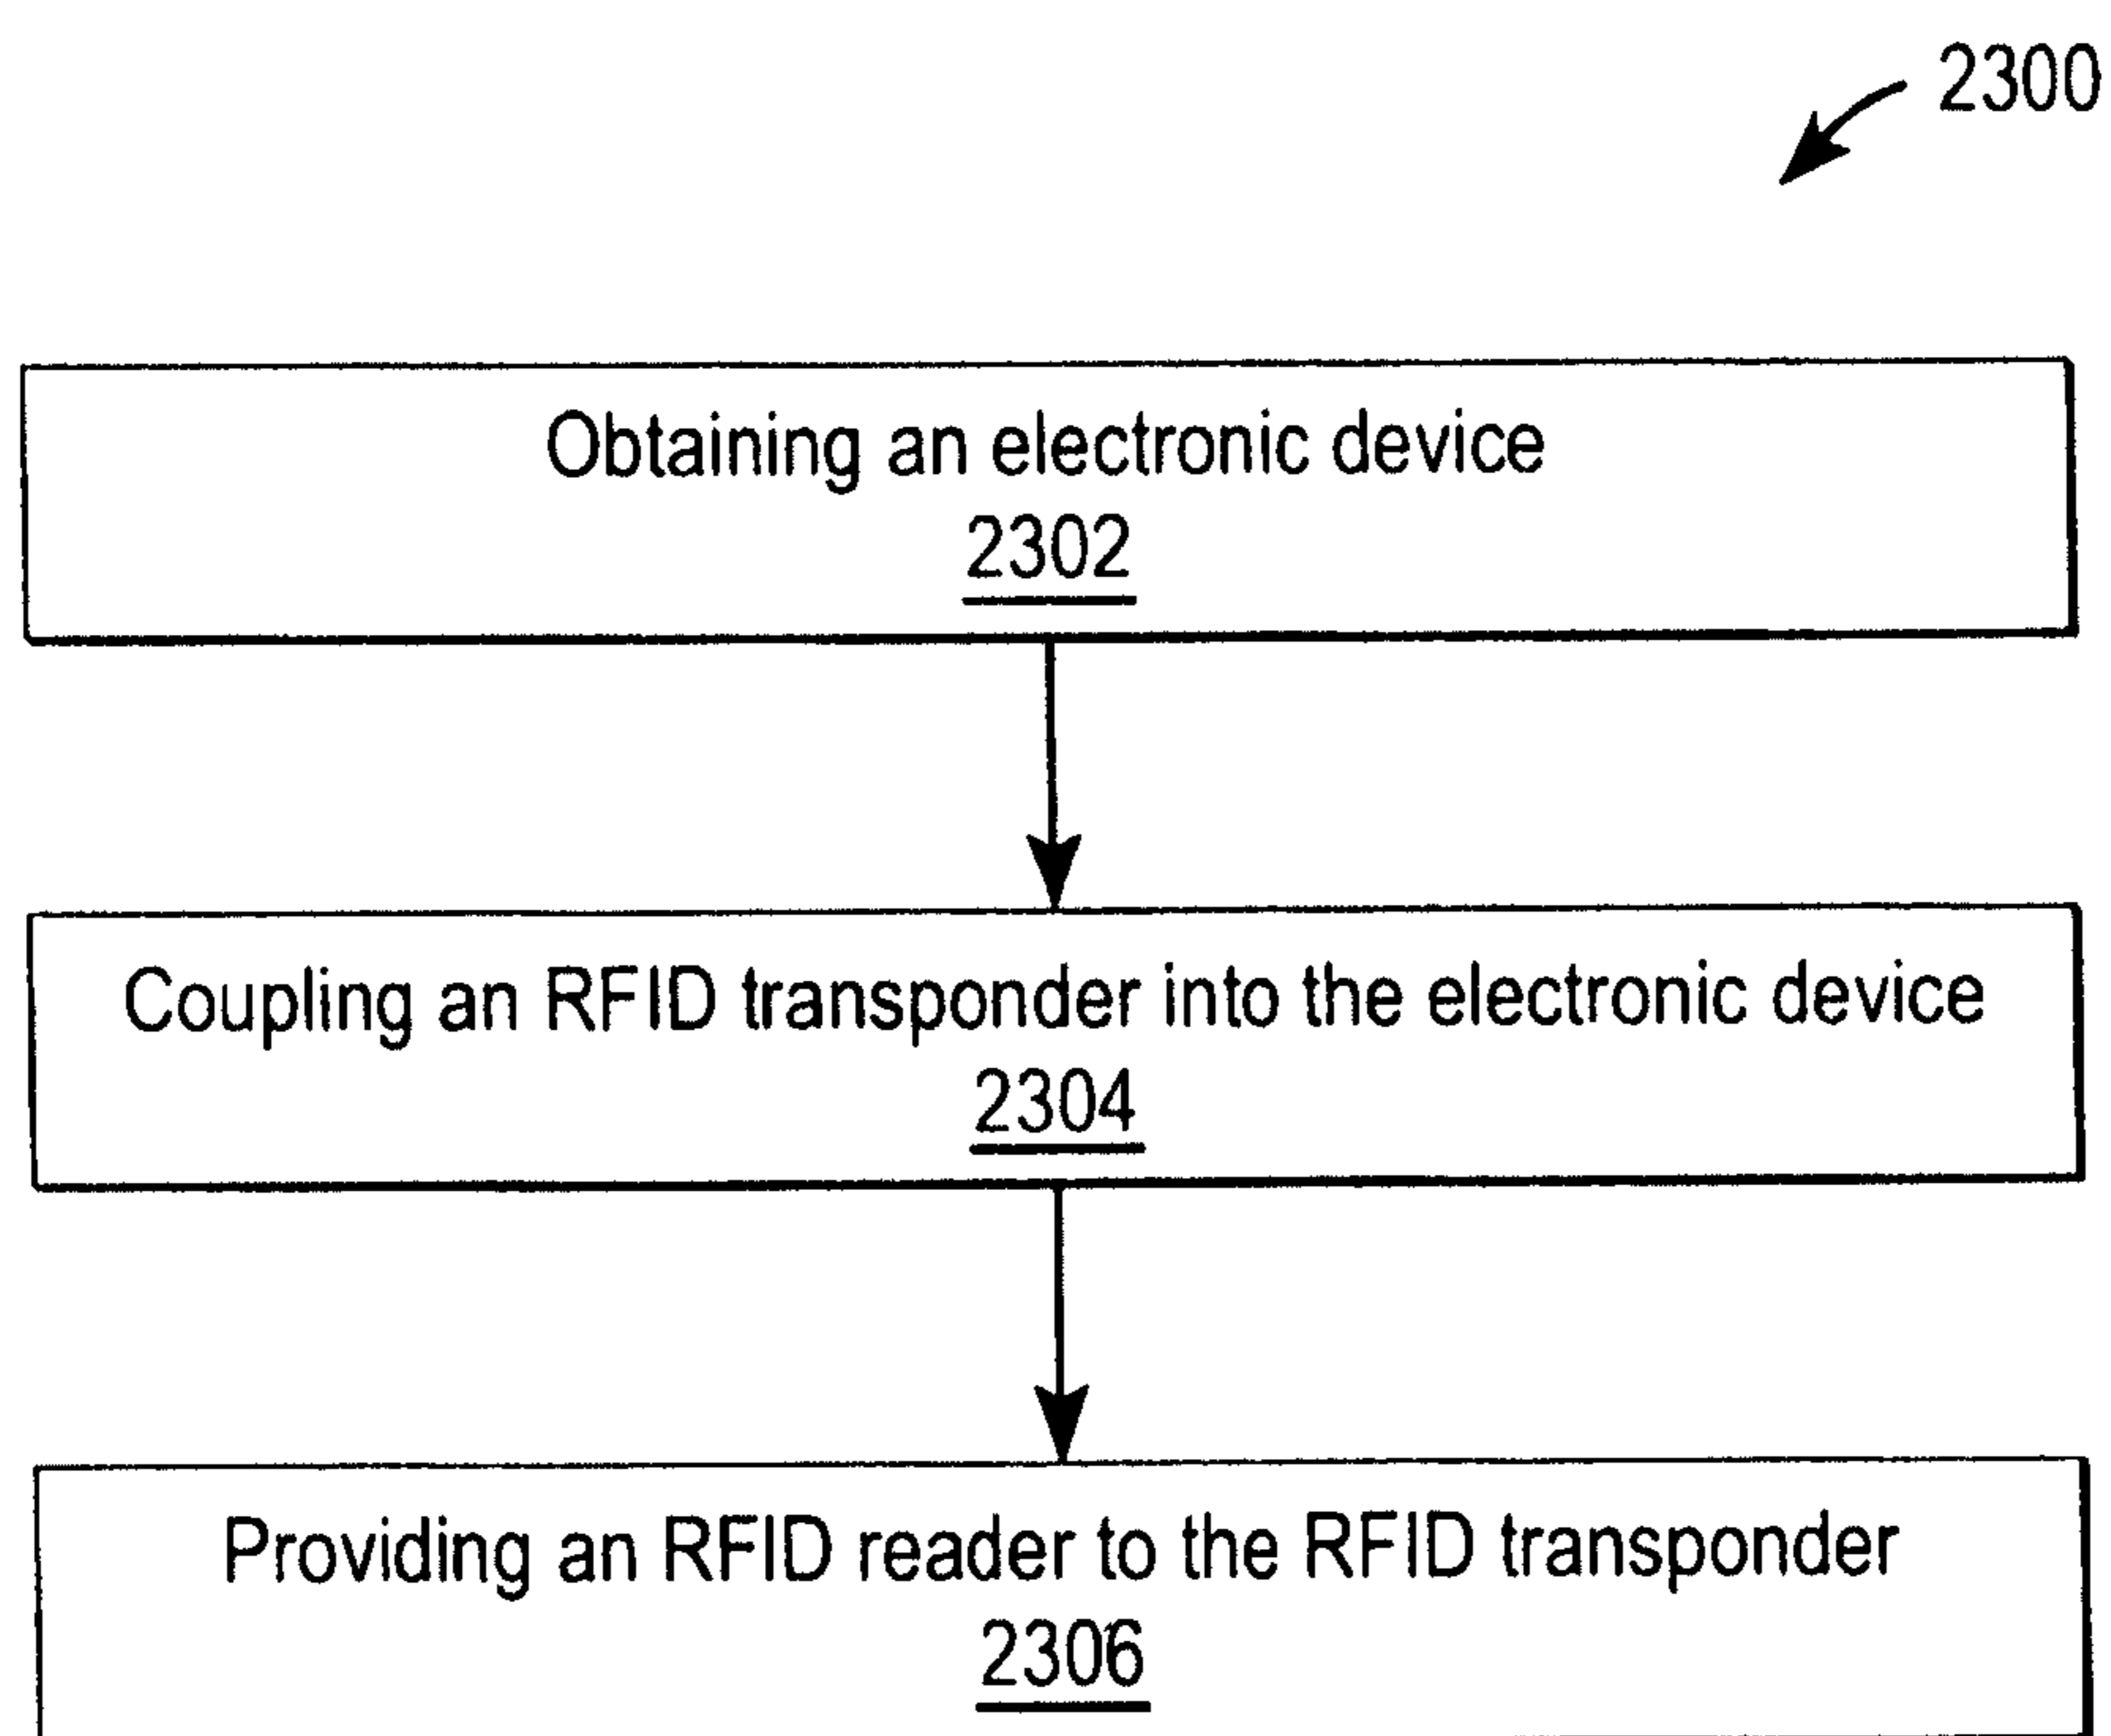 2300
Obtaining an electronic device
2302
Coupling an RFID transponder into the electronic device
2304
Providing an RFID reader to the RFID transponder
2306